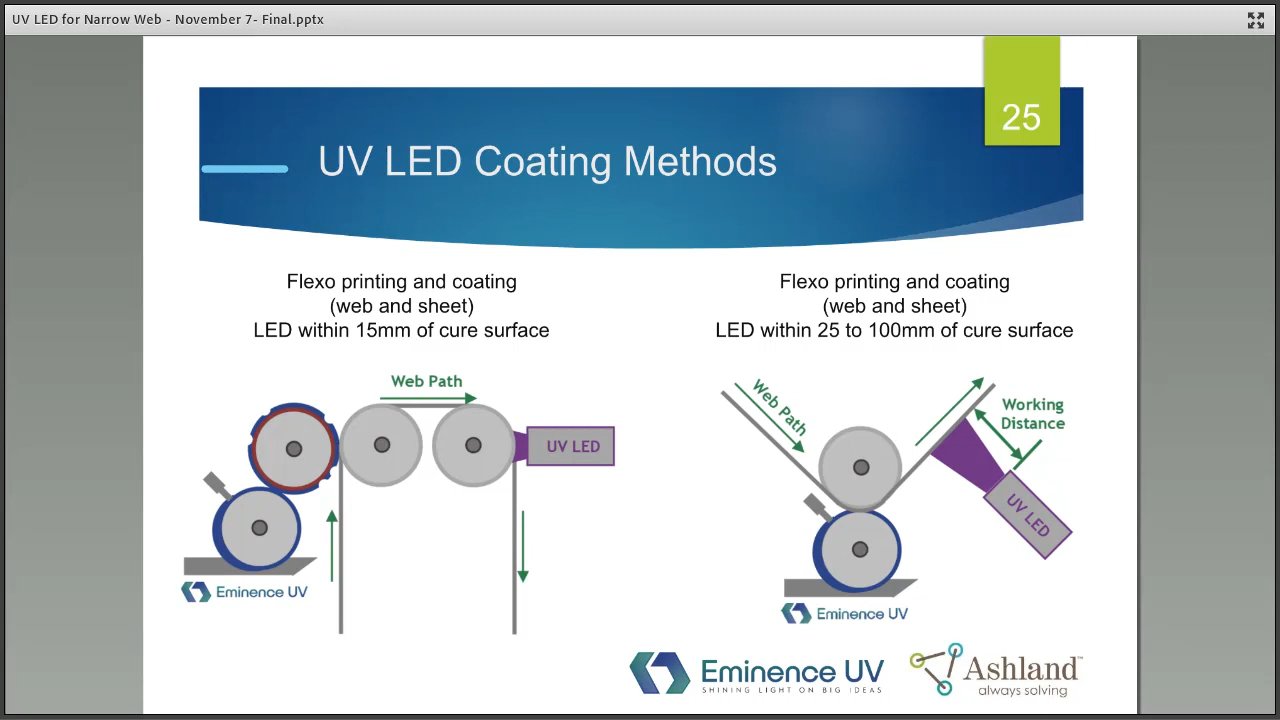 UV LED for Narrow Web - November 7- Final.pptx
25
UV LED Coating Methods
Flexo printing and coating
(web and sheet)
LED within 15mm of cure surface
Web Path
UV LED
Eminence UV
Flexo printing and coating
(web and sheet)
LED within 25 to 100mm of cure surface
Web Path
Working
Distance
UV LED
Eminence UV
Eminence UV
SHINING LIGHT ON BIG IDEAS
Ashland™
always solving